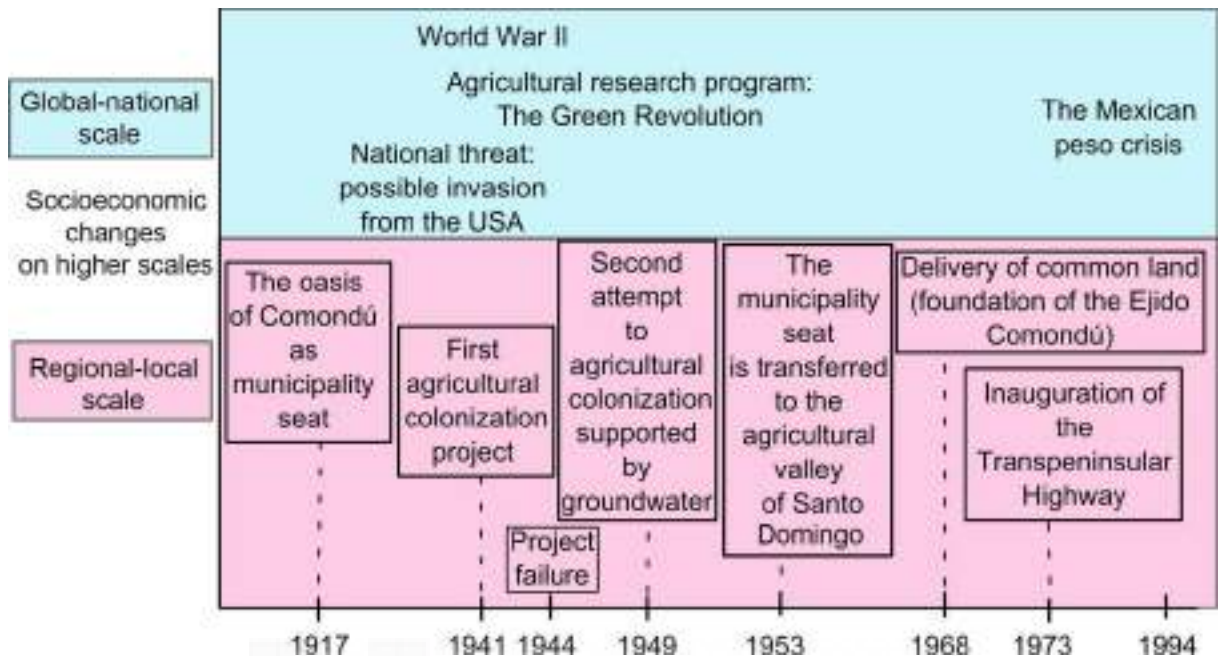 Global-national
scale
Socioeconomic
changes
on higher scales
Regional-local
scale
World War II
Agricultural research program:
The Green Revolution
National threat:
possible invasion
from the USA
The Mexican
peso crisis
The oasis
of Comondú
as
municipality
seat
First
agricultural
colonization
project
Project
failure
Second
attempt
to
agricultural
colonization
supported
by
groundwater
The
municipality
seat
is transferred
to the
agricultural
valley
of Santo
Domingo
Delivery of common land
(foundation of the Ejido
Comondú)
Inauguration of
the
Transpeninsular
Highway
1917 1941 1944 1949 1953 1968 1973 1994